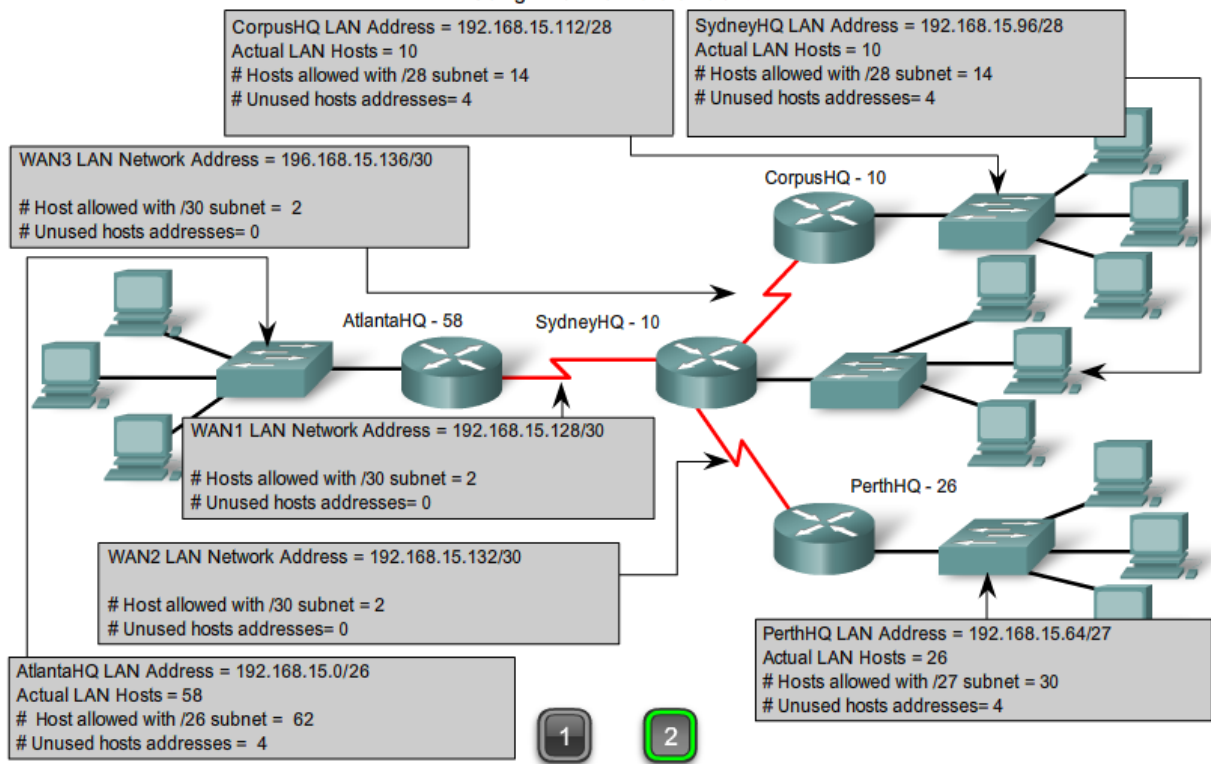 CorpusHQ LAN Address = 192.168.15.112/28
Actual LAN Hosts = 10
# Hosts allowed with /28 subnet = 14
# Unused hosts addresses= 4
SydneyHQ LAN Address = 192.168.15.96/28
Actual LAN Hosts = 10
# Hosts allowed with /28 subnet = 14
# Unused hosts addresses= 4
WAN3 LAN Network Address = 196.168.15.136/30
# Host allowed with /30 subnet = 2
# Unused hosts addresses= 0
CorpusHQ - 10
AtlantaHQ - 58
SydneyHQ - 10
WAN1 LAN Network Address = 192.168.15.128/30
# Hosts allowed with /30 subnet = 2
# Unused hosts addresses= 0
PerthHQ - 26
WAN2 LAN Network Address = 192.168.15.132/30
# Host allowed with /30 subnet = 2
# Unused hosts addresses= 0
PerthHQ LAN Address = 192.168.15.64/27
Actual LAN Hosts = 26
# Hosts allowed with /27 subnet = 30
# Unused hosts addresses= 4
AtlantaHQ LAN Address = 192.168.15.0/26
Actual LAN Hosts = 58
# Host allowed with /26 subnet = 62
# Unused hosts addresses = 4
1
2